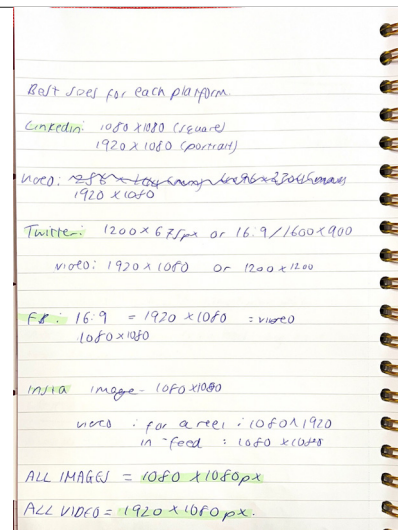 Best sizes for each platform.
Linkedin: 1080 x 1080 (square)
1920 x 1080 (portrait)
Video:
1920 x 1080
Twitter: 1200 x 675px or 16:9/1600x900
video: 1920 x 1080 or 1200 x 1200
FB: 16:9 = 1920 x 1080 = video
1080 x 1080
Insta image - 1080 x 1080
video : for a reel : 1080 x 1920
in-feed : 1080 x 1080
ALL IMAGES = 1080 x 1080px
ALL VIDEO = 1920 x 1080px.